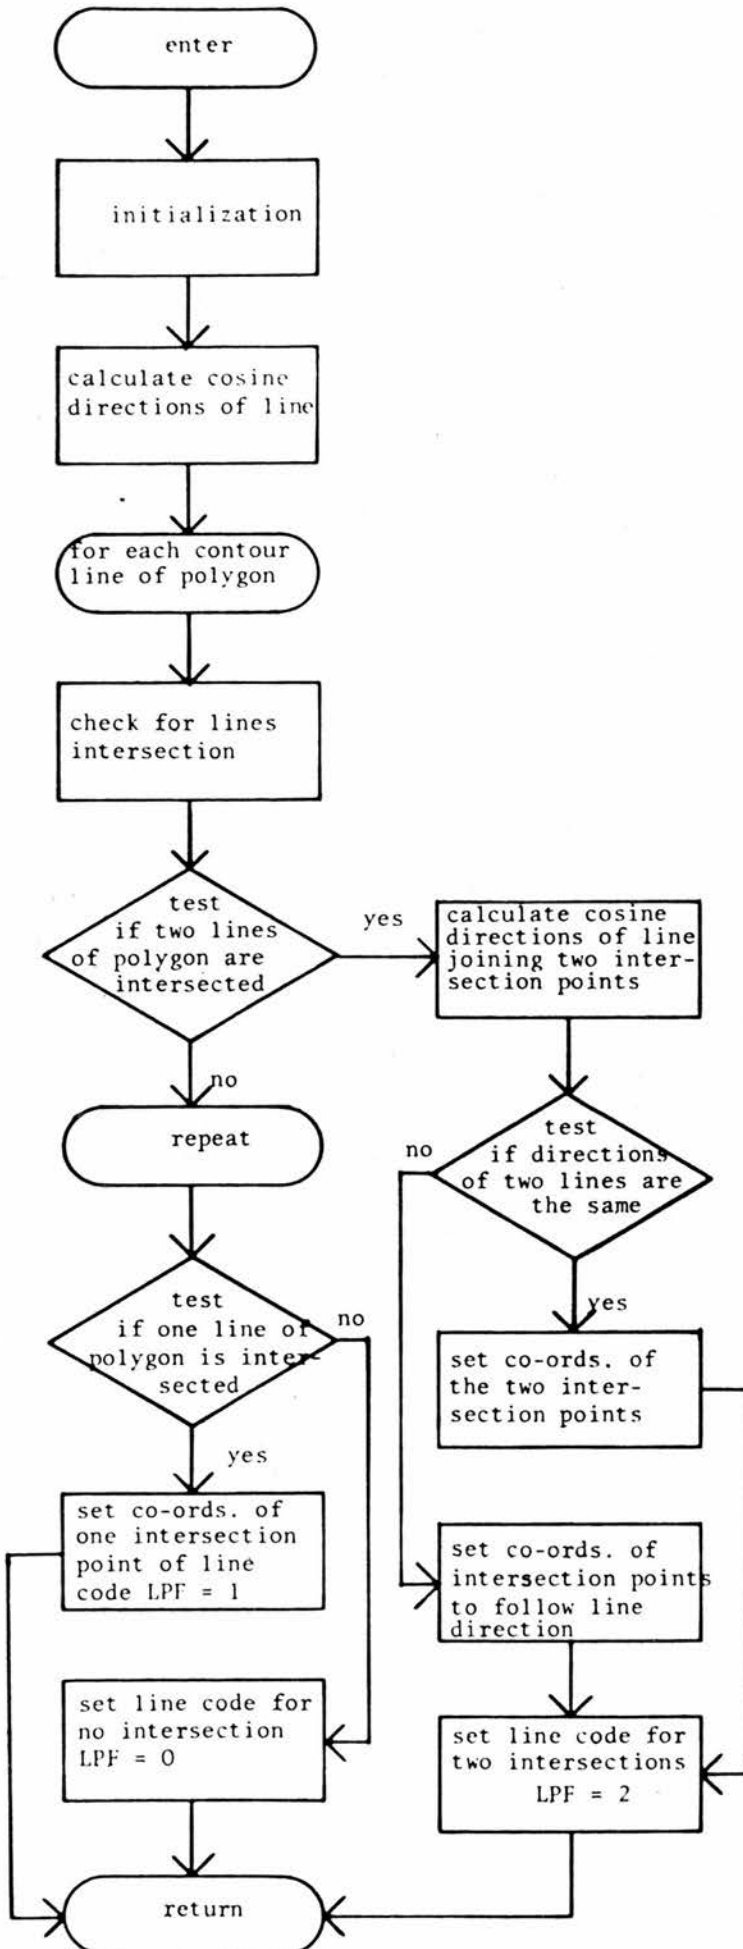 enter
initialization
calculate cosine
directions of line
for each contour
line of polygon
check for lines
intersection
test
if two lines
of polygon are
intersected
yes
no
calculate cosine
directions of line
joining two inter-
section points
repeat
test
if directions
of two lines are
the same
no
yes
test
if one line of
polygon is inter-
sected
no
yes
set co-ords. of
the two inter-
section points
set co-ords. of
one intersection
point of line
code LPF = 1
set co-ords. of
intersection points
to follow line
direction
set line code for
no intersection
LPF = 0
set line code for
two intersections
LPF = 2
return